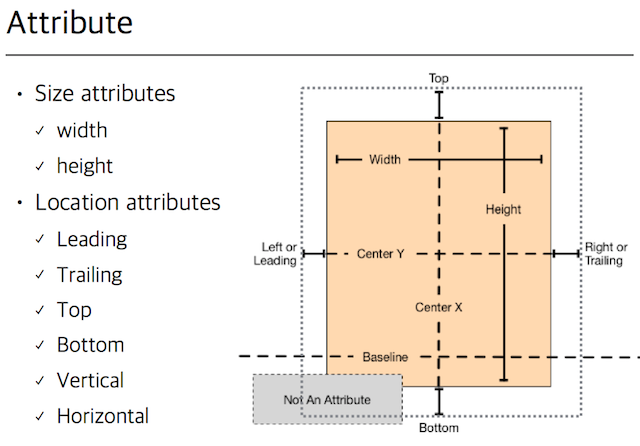 Attribute
• Size attributes
✓ width
✓ height
• Location attributes
✓ Leading
✓ Trailing
✓ Top
✓ Bottom
✓ Vertical
✓ Horizontal
Top
Width
Height
Left or
Leading
Center Y
Right or
Trailing
Center X
Baseline
Not An Attribute
Bottom